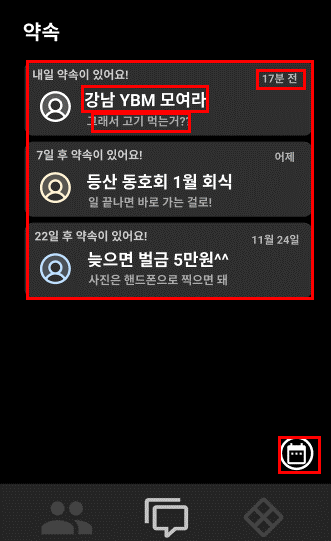 약속
내일 약속이 있어요!
17분 전
강남 YBM 모여라
그래서 고기 먹는거??
7일 후 약속이 있어요!
어제
등산 동호회 1월 회식
일 끝나면 바로 가는 걸로!
22일 후 약속이 있어요!
11월 24일
늦으면 벌금 5만원^^
사진은 핸드폰으로 찍으면 돼